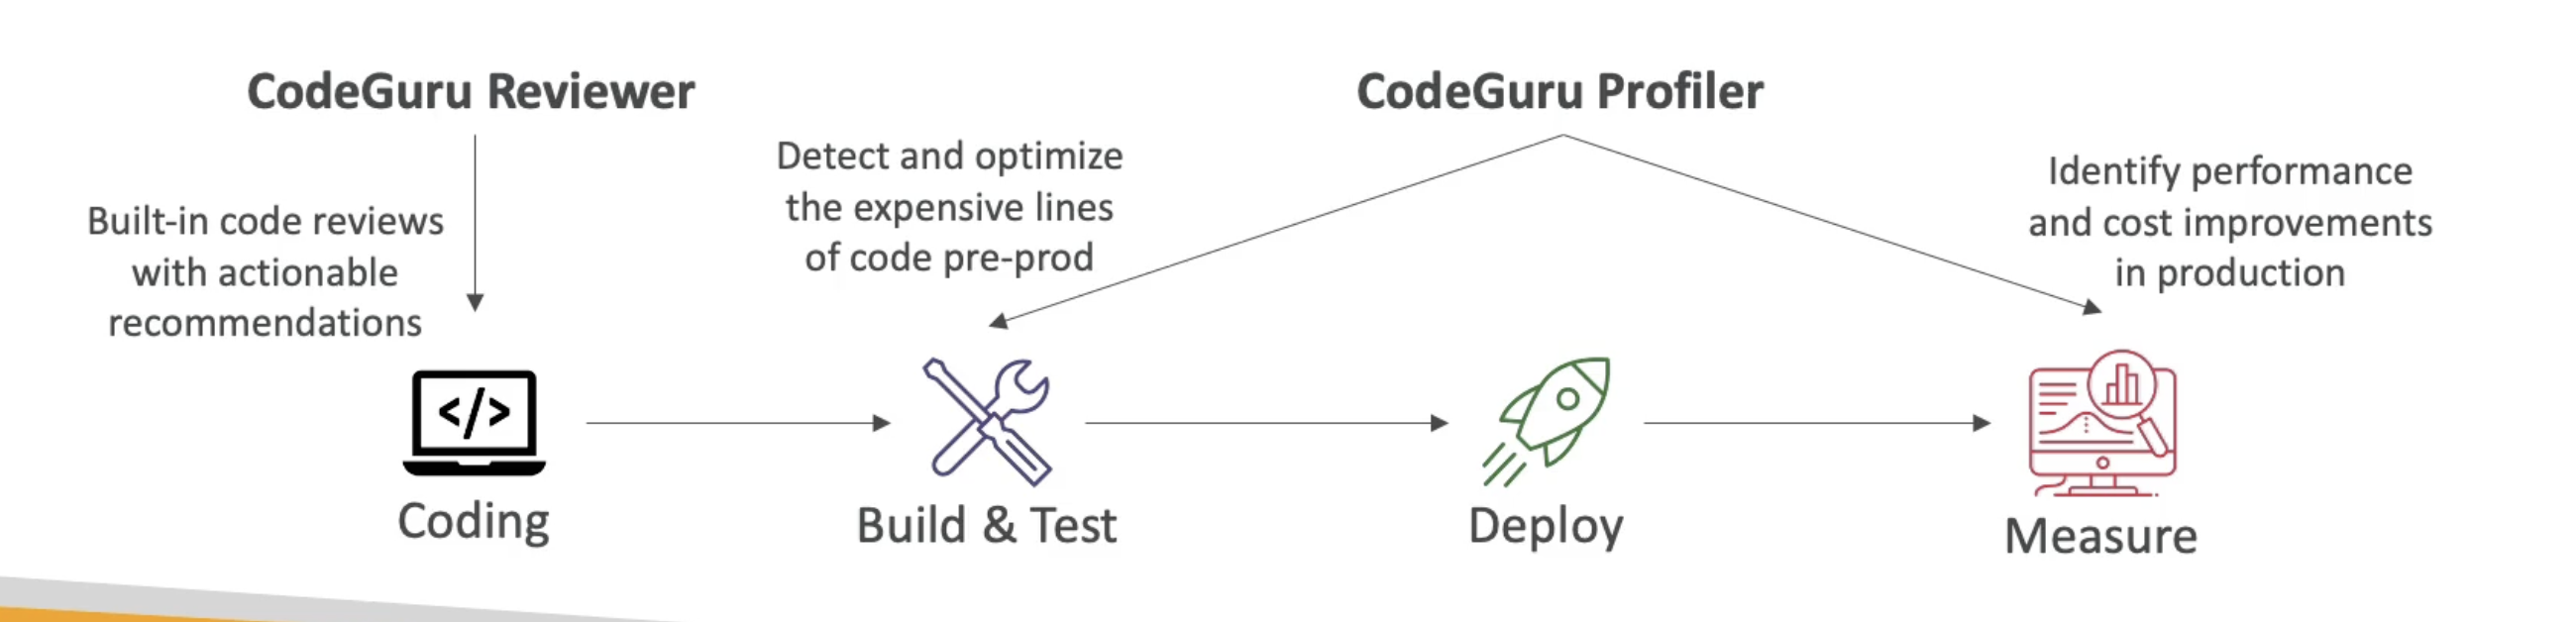 CodeGuru Reviewer
Built-in code reviews
with actionable
recommendations
Detect and optimize
the expensive lines
of code pre-prod
CodeGuru Profiler
Identify performance
and cost improvements
in production
</>
Coding
Build & Test
Deploy
Measure